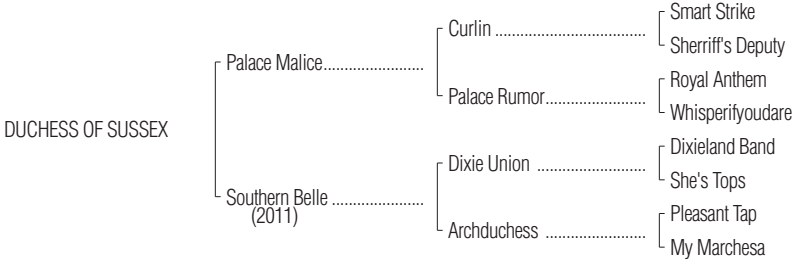 Smart Strike
Curlin ....................................
Sherriff's Deputy
Palace Malice........................
Royal Anthem
Palace Rumor........................
Whisperifyoudare
DUCHESS OF SUSSEX
Dixieland Band
Dixie Union ..........................
She's Tops
Southern Belle ......................
(2011)
Pleasant Tap
Archduchess ........................
My Marchesa